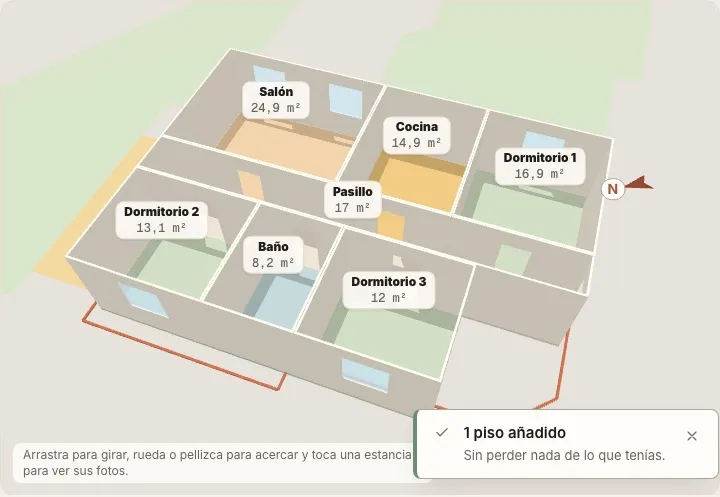 Salón
24,9 m²
Cocina
14,9 m²
Dormitorio 1
16,9 m²
N
Pasillo
17 m²
Dormitorio 2
13,1 m²
Baño
8,2 m²
Dormitorio 3
12 m²
1 piso añadido
Sin perder nada de lo que tenías.
Arrastra para girar, rueda o pellizca para acercar y toca una estancia
para ver sus fotos.